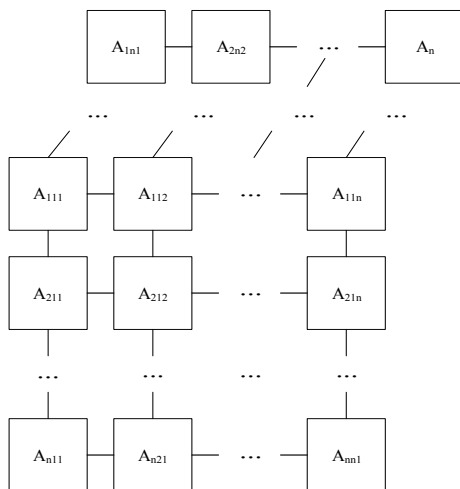 A1n1 A2n2 ... An
... ... ... ...
A111 A112 ... A11n
A211 A212 ... A21n
... ... ... ...
An11 An21 ... Ann1